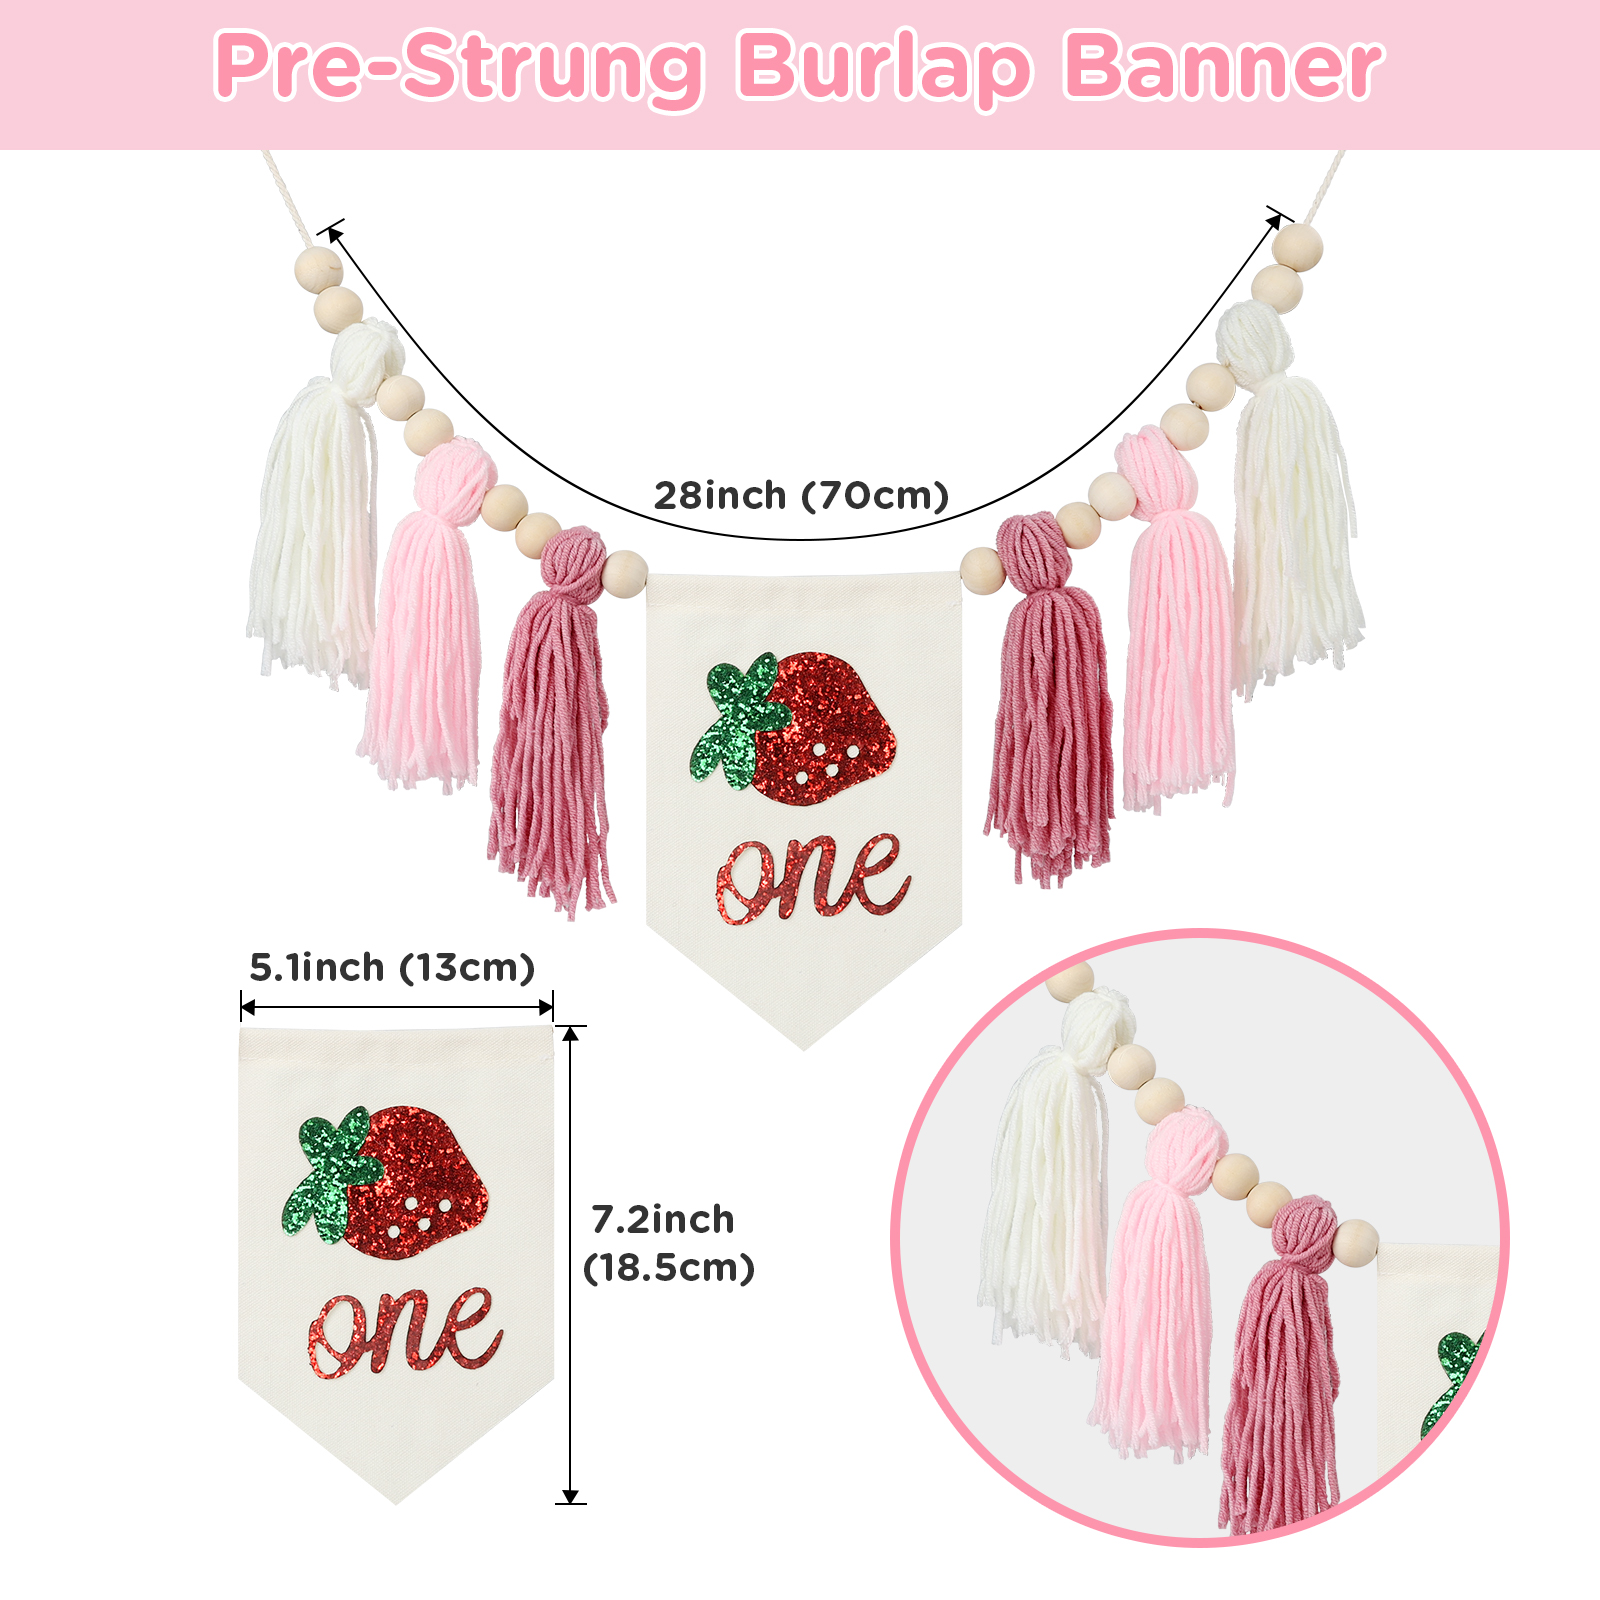 Pre-Strung Burlap Banner
28inch (70cm)
one
5.1inch (13cm)
7.2inch
(18.5cm)
one